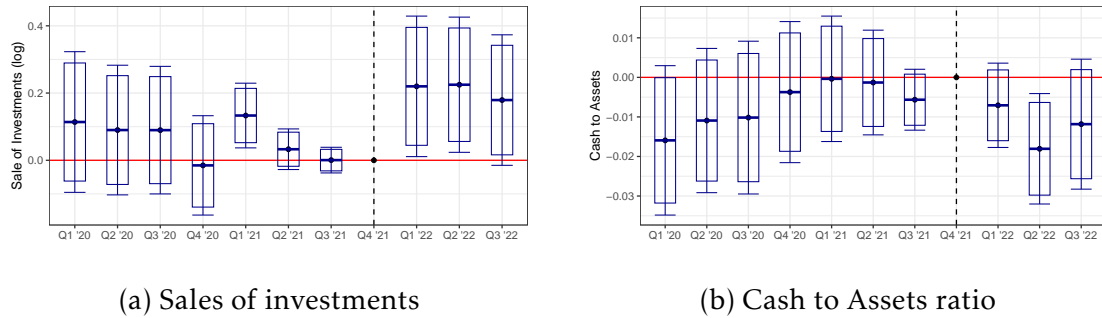 Sale of Investments (log)
0.4
0.2
0.0
Q1 '20 Q2 '20 Q3 '20 Q4 '20 Q1 '21 Q2 '21 Q3 '21 Q4 '21 Q1 '22 Q2 '22 Q3 '22
(a) Sales of investments
Cash to Assets
0.01
0.00
−0.01
−0.02
−0.03
Q1 '20 Q2 '20 Q3 '20 Q4 '20 Q1 '21 Q2 '21 Q3 '21 Q4 '21 Q1 '22 Q2 '22 Q3 '22
(b) Cash to Assets ratio